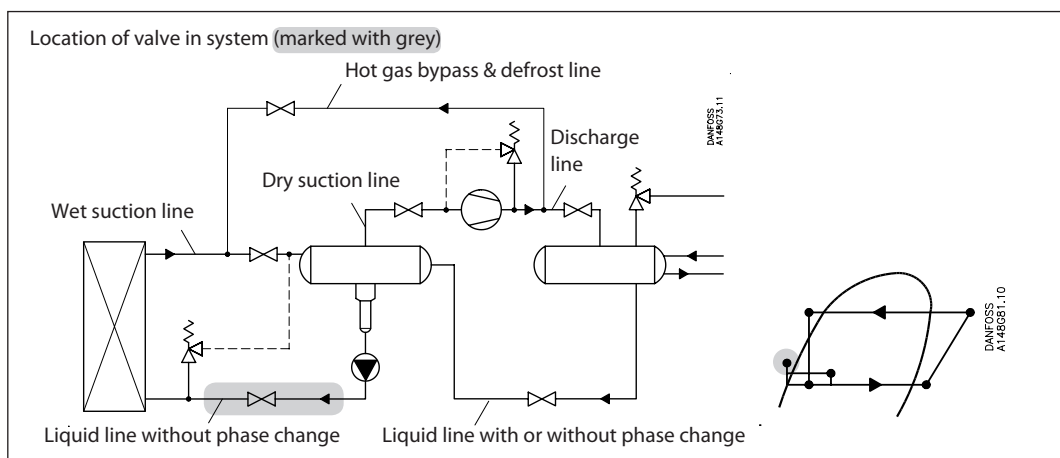 Location of valve in system (marked with grey)
Hot gas bypass & defrost line
DANFOSS
A148G73.11
Discharge
line
Dry suction line
Wet suction line
DANFOSS
A148G81.10
Liquid line without phase change
Liquid line with or without phase change